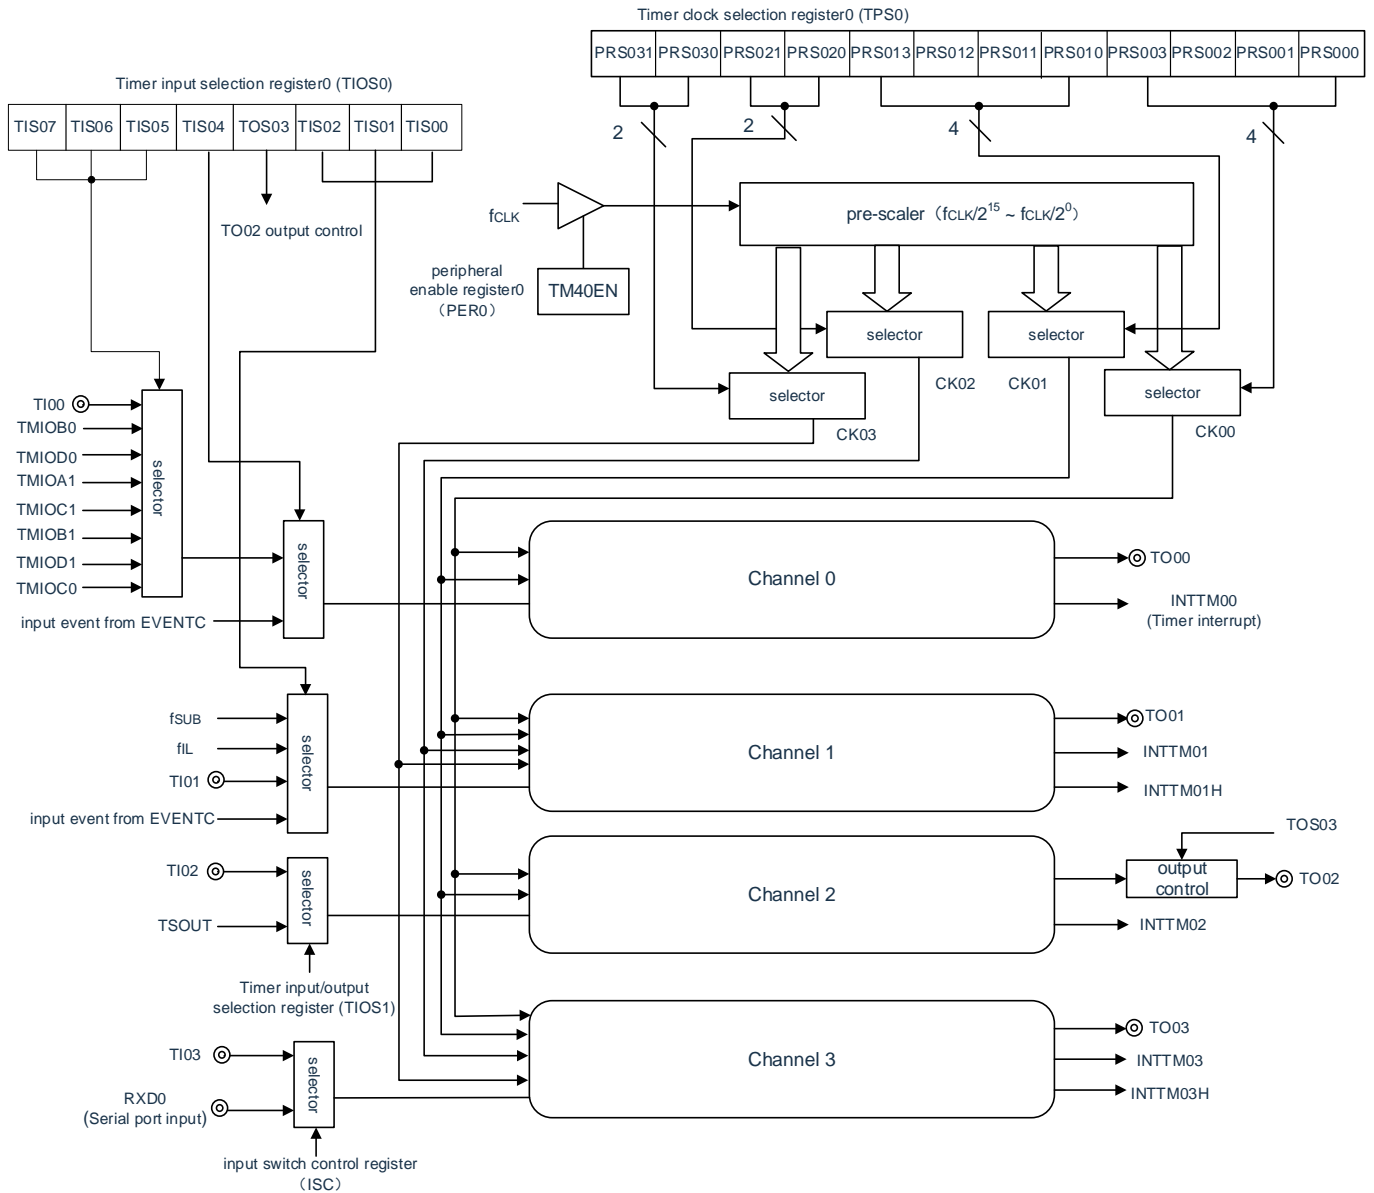 Timer clock selection register0 (TPS0)
PRS031 PRS030 PRS021 PRS020 PRS013 PRS012 PRS011 PRS010 PRS003 PRS002 PRS001 PRS000
Timer input selection register0 (TIOS0)
TIS07 TIS06 TIS05 TIS04 TOS03 TIS02 TIS01 TIS00
2
2
4
4
TO02 output control
fCLK
pre-scaler（fCLK/2^15 ~ fCLK/2^0）
peripheral
enable register0
（PER0）
TM40EN
selector
selector
selector
selector
CK02
CK01
CK03
CK00
TI00
TMIOB0
TMIOD0
TMIOA1
TMIOC1
TMIOB1
TMIOD1
TMIOC0
selector
selector
input event from EVENTC
Channel 0
TO00
INTTM00
(Timer interrupt)
fSUB
fIL
TI01
input event from EVENTC
selector
Channel 1
TO01
INTTM01
INTTM01H
TI02
TSOUT
selector
Timer input/output
selection register (TIOS1)
Channel 2
TOS03
output
control
TO02
INTTM02
TI03
RXD0
(Serial port input)
selector
input switch control register
（ISC）
Channel 3
TO03
INTTM03
INTTM03H